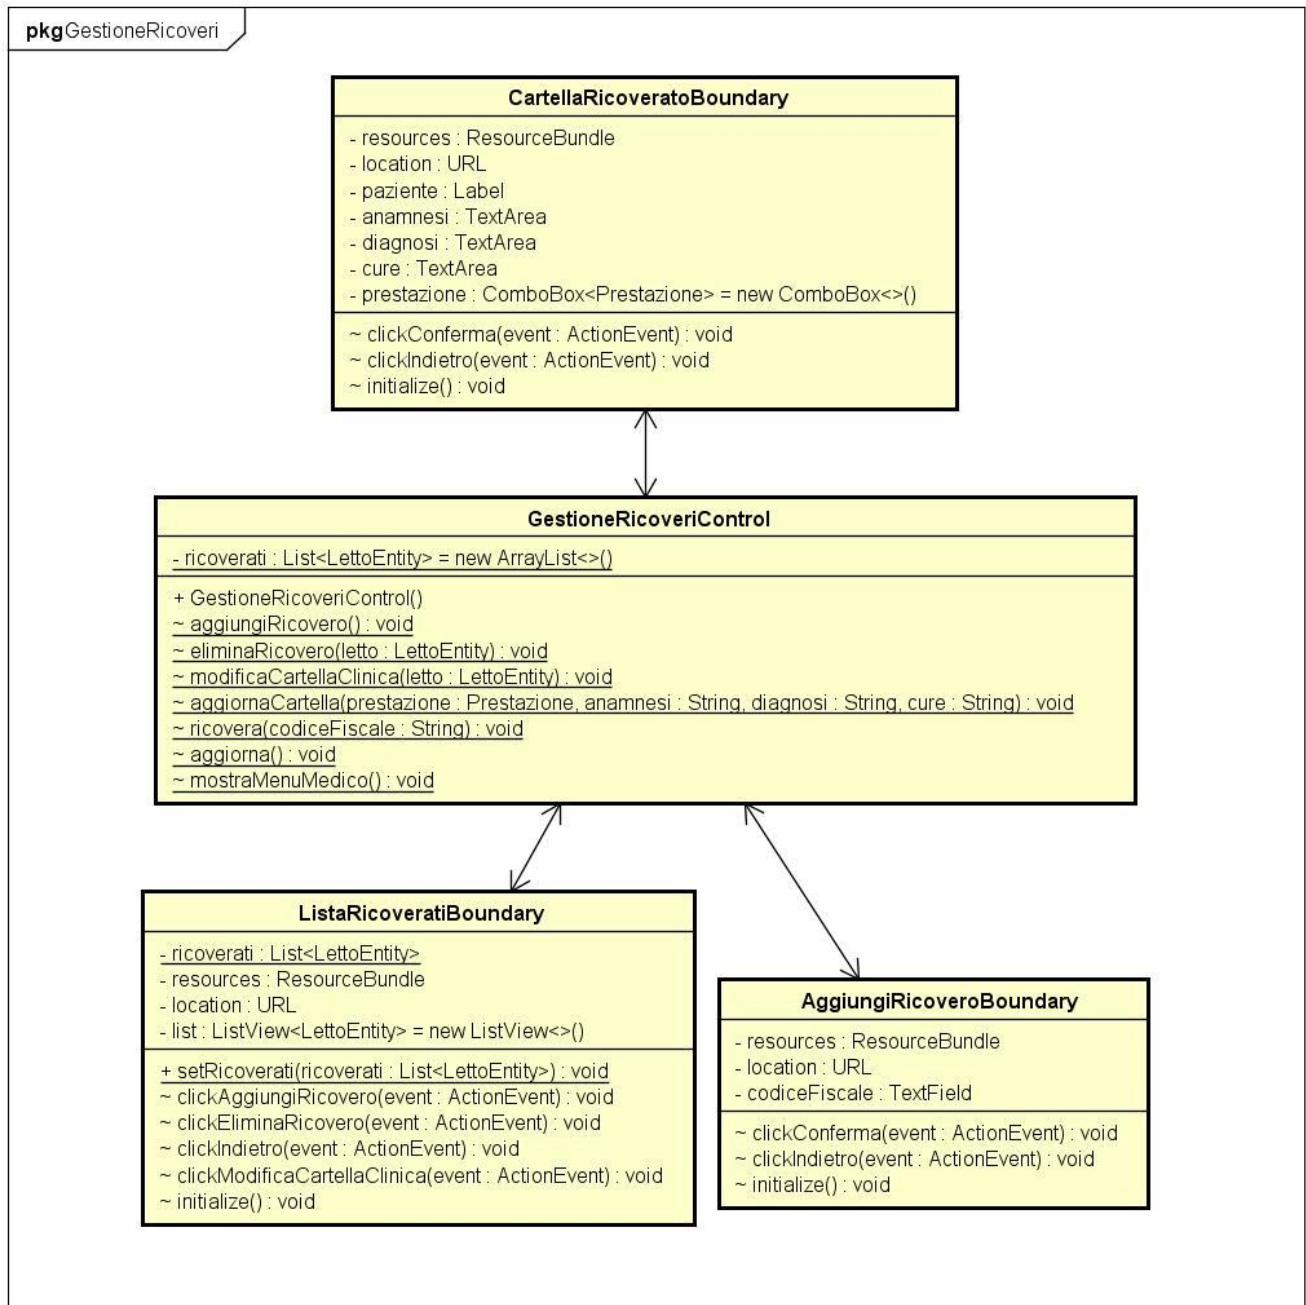 pkgGestioneRicoveri
CartellaRicoveratoBoundary
- resources : ResourceBundle
- location : URL
- paziente : Label
- anamnesi : TextArea
- diagnosi : TextArea
- cure : TextArea
- prestazione : ComboBox<Prestazione> = new ComboBox<>()
~ clickConferma(event : ActionEvent) : void
~ clickIndietro(event : ActionEvent) : void
~ initialize() : void
GestioneRicoveriControl
- ricoverati : List<LettoEntity> = new ArrayList<>()
+ GestioneRicoveriControl()
~ aggiungiRicovero() : void
~ eliminaRicovero(letto : LettoEntity) : void
~ modificaCartellaClinica(letto : LettoEntity) : void
~ aggiornaCartella(prestazione : Prestazione, anamnesi : String, diagnosi : String, cure : String) : void
~ ricovera(codiceFiscale : String) : void
~ aggiorna() : void
~ mostraMenuMedico() : void
ListaRicoveratiBoundary
- ricoverati : List<LettoEntity>
- resources : ResourceBundle
- location : URL
- list : ListView<LettoEntity> = new ListView<>()
+ setRicoverati(ricoverati : List<LettoEntity>) : void
~ clickAggiungiRicovero(event : ActionEvent) : void
~ clickEliminaRicovero(event : ActionEvent) : void
~ clickIndietro(event : ActionEvent) : void
~ clickModificaCartellaClinica(event : ActionEvent) : void
~ initialize() : void
AggiungiRicoveroBoundary
- resources : ResourceBundle
- location : URL
- codiceFiscale : TextField
~ clickConferma(event : ActionEvent) : void
~ clickIndietro(event : ActionEvent) : void
~ initialize() : void